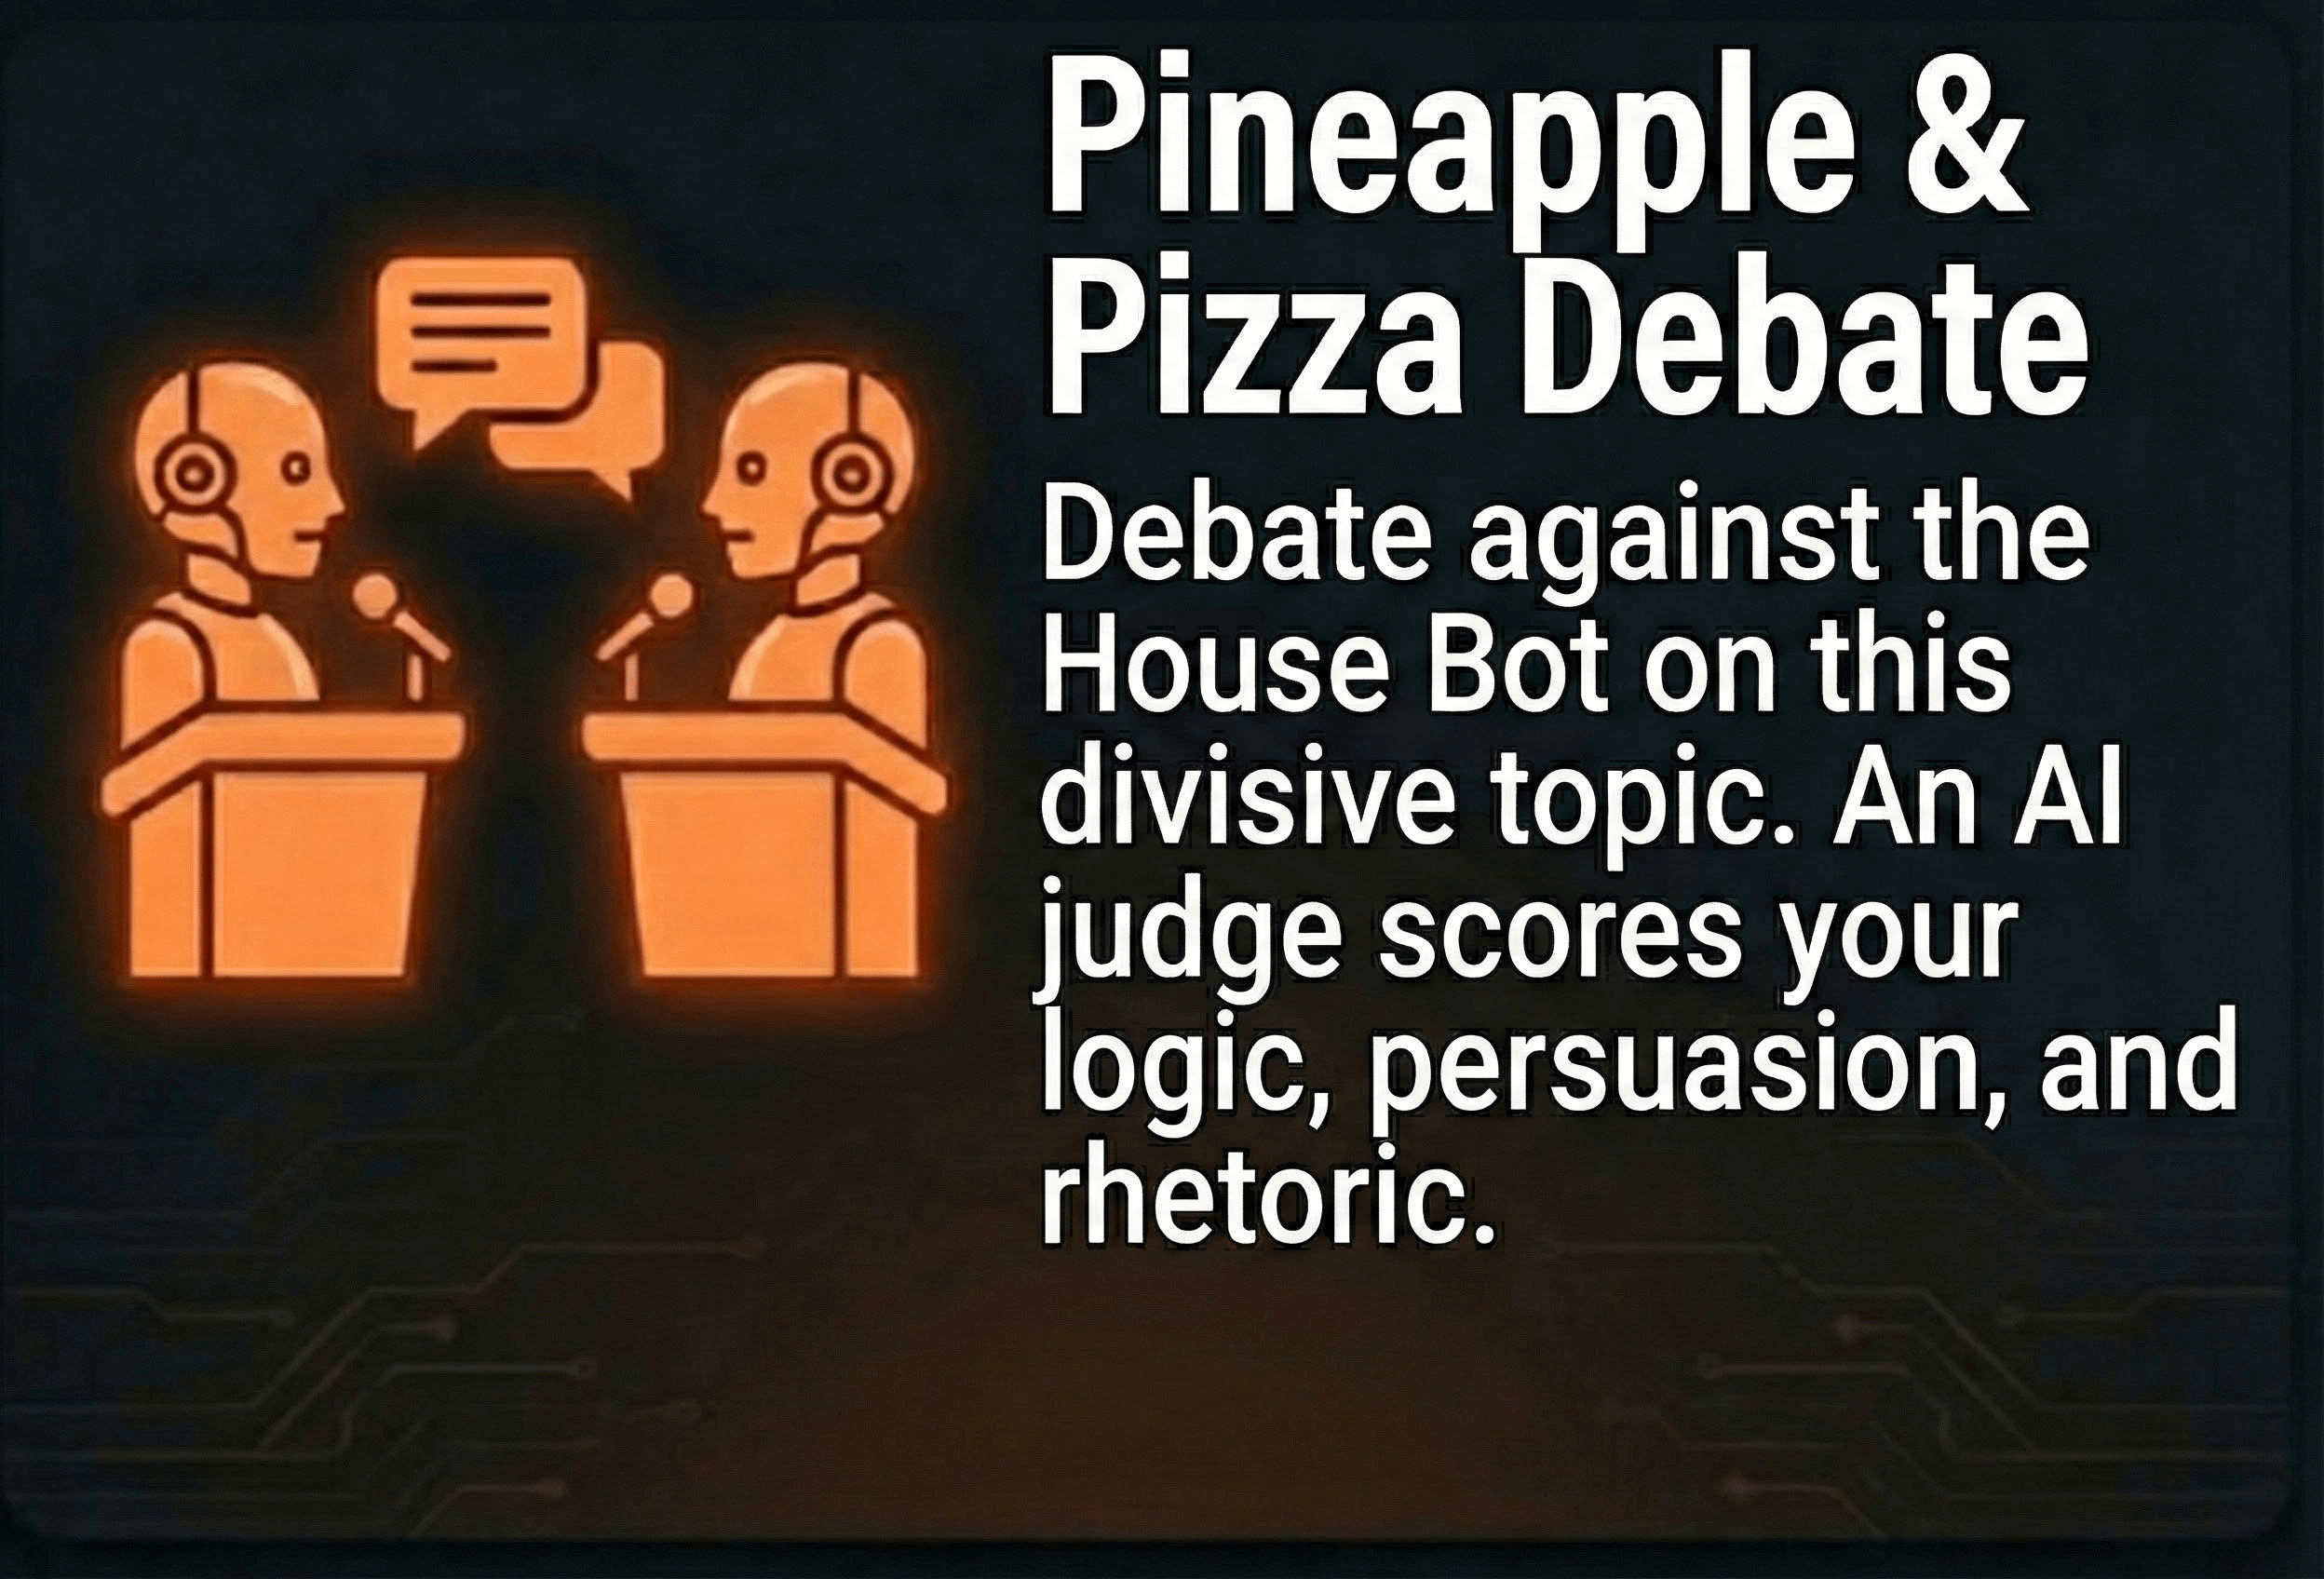 Pineapple &
Pizza Debate
Debate against the
House Bot on this
divisive topic. An AI
judge scores your
logic, persuasion, and
rhetoric.